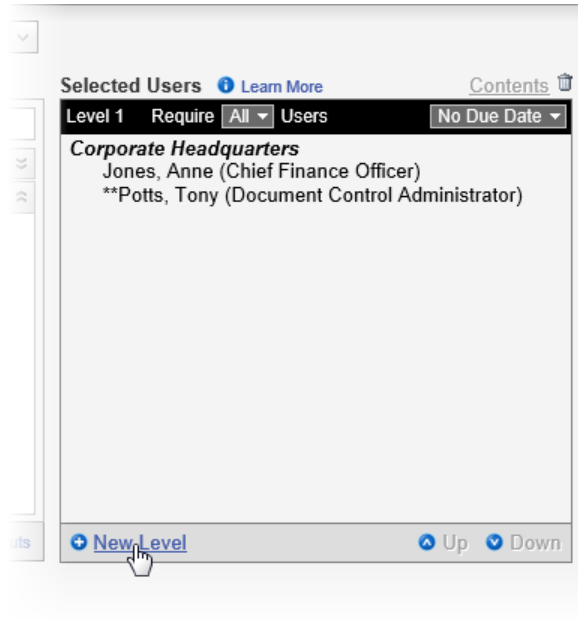 Selected Users Learn More Contents
Level 1 Require All Users No Due Date
Corporate Headquarters
Jones, Anne (Chief Finance Officer)
**Potts, Tony (Document Control Administrator)
New Level Up Down